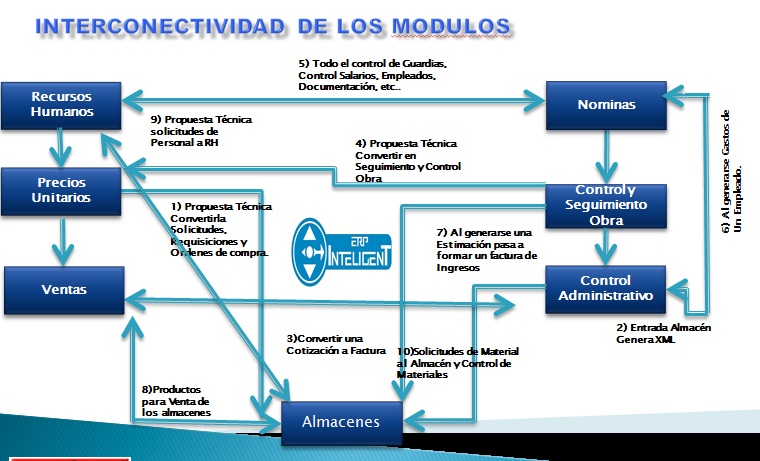 INTERCONECTIVIDAD DE LOS MODULOS
5) Todo el control de Guardias,
Control Salarios, Empleados,
Documentación, etc..
Recursos
Humanos
Nominas
9) Propuesta Técnica
solicitudes de
Personal a RH
4) Propuesta Técnica
Convertir en
Seguimiento y Control
Obra
6) Al generarse Gastos de
Un Empleado.
Precios
Unitarios
Control y
Seguimiento
Obra
1) Propuesta Técnica
Convertirla
Solicitudes,
Requisiciones y
Ordenes de compra.
ERP
INTELIGENT
7) Al generarse una
Estimación pasa a
formar un factura de
Ingresos
Ventas
Control
Administrativo
2) Entrada Almacén
Genera XML
3)Convertir una
Cotización a Factura
10)Solicitudes de Material
al Almacén y Control de
Materiales
8)Productos
para Venta de
los almacenes
Almacenes